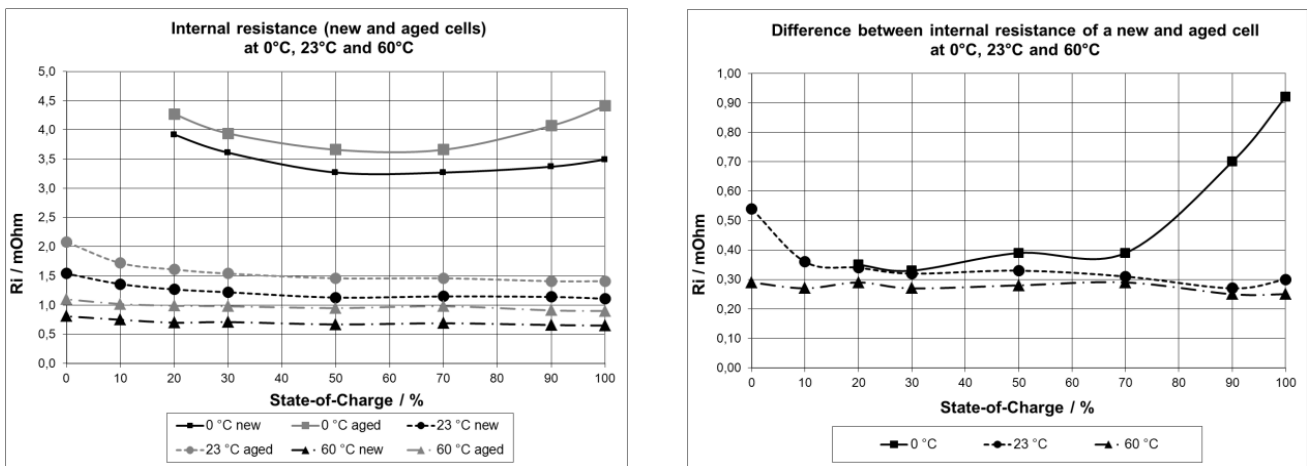 Internal resistance (new and aged cells)
at 0°C, 23°C and 60°C
5,0
4,5
4,0
3,5
3,0
2,5
2,0
1,5
1,0
0,5
0,0
Ri / mOhm
0 10 20 30 40 50 60 70 80 90 100
State-of-Charge / %
0 °C new 0 °C aged 23 °C new
23 °C aged 60 °C new 60 °C aged
Difference between internal resistance of a new and aged cell
at 0°C, 23°C and 60°C
1,00
0,90
0,80
0,70
0,60
0,50
0,40
0,30
0,20
0,10
0,00
Ri / mOhm
0 10 20 30 40 50 60 70 80 90 100
State-of-Charge / %
0 °C 23 °C 60 °C